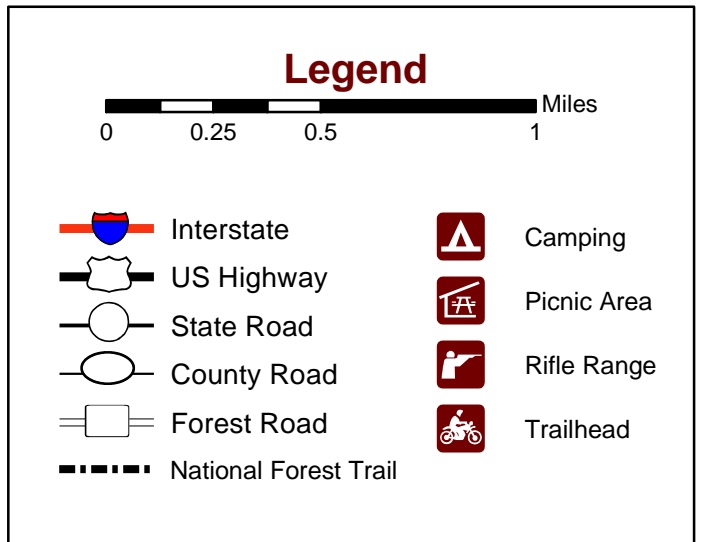 Legend
Miles
0 0.25 0.5 1
Interstate
US Highway
State Road
County Road
Forest Road
National Forest Trail
Camping
Picnic Area
Rifle Range
Trailhead